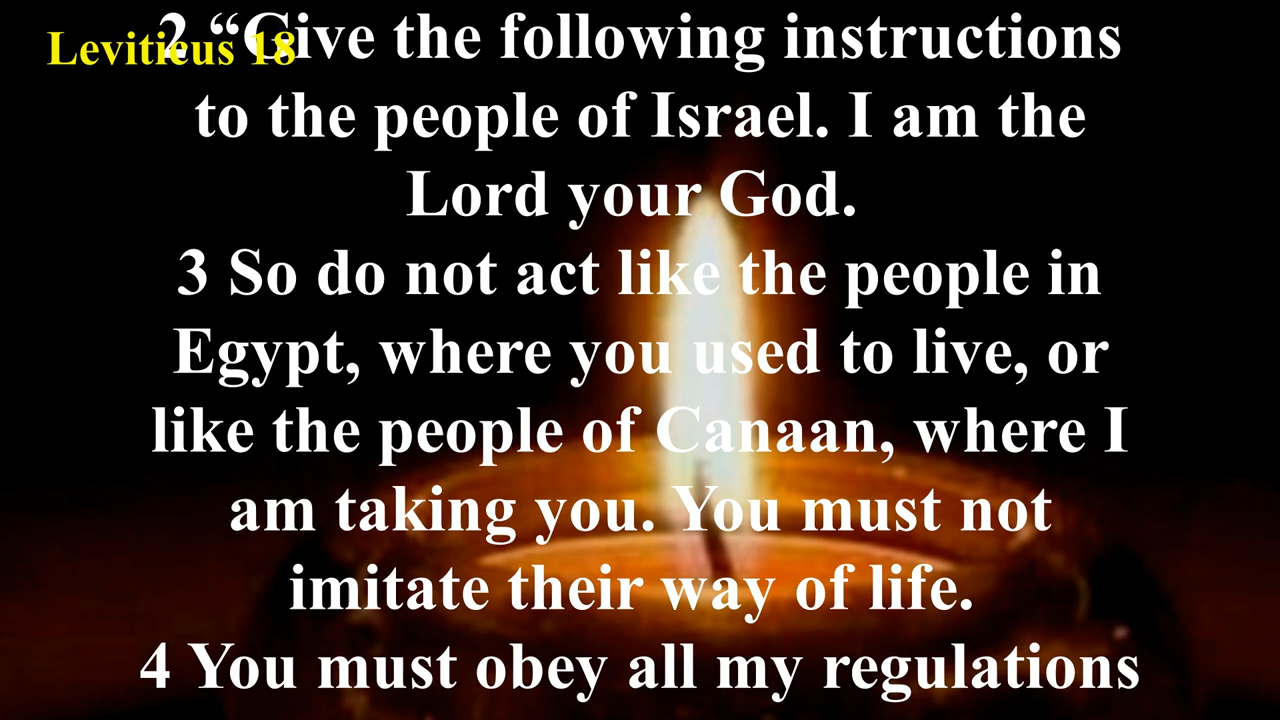 Leviticus 18
2 “Give the following instructions
to the people of Israel. I am the
Lord your God.
3 So do not act like the people in
Egypt, where you used to live, or
like the people of Canaan, where I
am taking you. You must not
imitate their way of life.
4 You must obey all my regulations